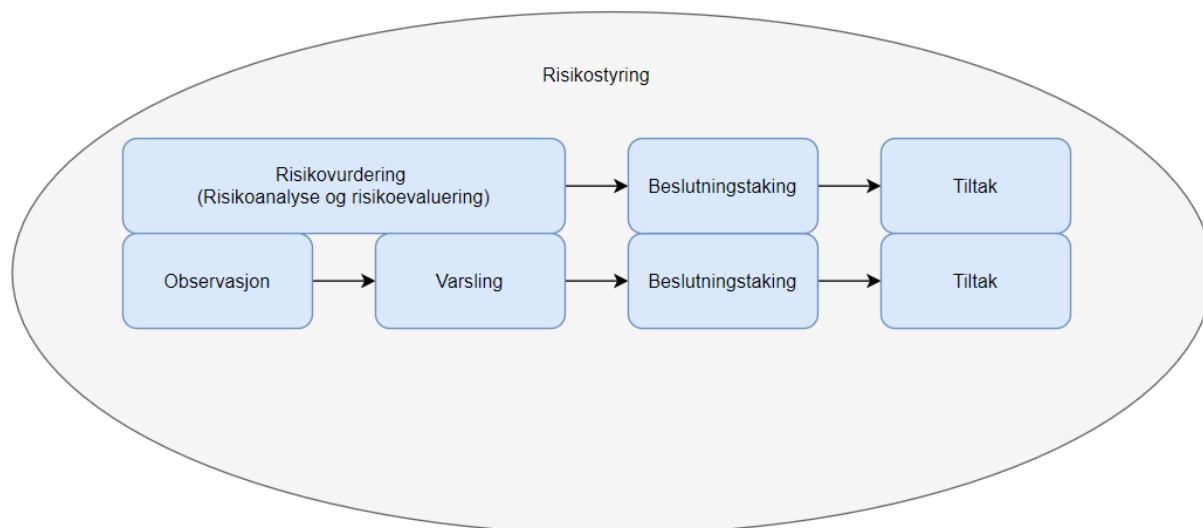 Risikostyring
Risikovurdering
(Risikoanalyse og risikoevaluering)
Beslutningstaking
Tiltak
Observasjon
Varsling
Beslutningstaking
Tiltak